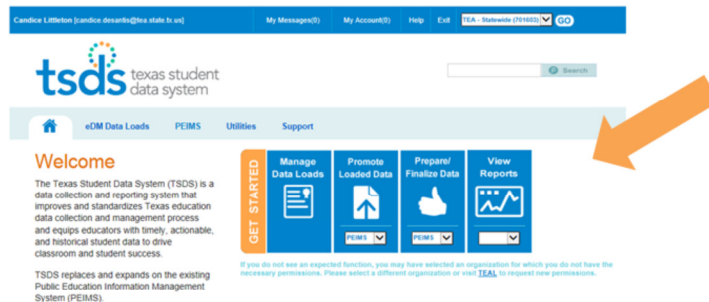 Candice Littleton [candice.desantis@tea.state.tx.us] My Messages(0) My Account(0) Help Exit TEA - Statewide (701603) GO
tsds texas student data system
Search
eDM Data Loads PEIMS Utilities Support
Welcome
The Texas Student Data System (TSDS) is a
data collection and reporting system that
improves and standardizes Texas education
data collection and management process
and equips educators with timely, actionable,
and historical student data to drive
classroom and student success.
TSDS replaces and expands on the existing
Public Education Information Management
System (PEIMS).
GET STARTED
Manage
Data Loads
Promote
Loaded Data
PEIMS
Prepare/
Finalize Data
PEIMS
View
Reports
If you do not see an expected function, you may have selected an organization for which you do not have the
necessary permissions. Please select a different organization or visit TEAL to request new permissions.